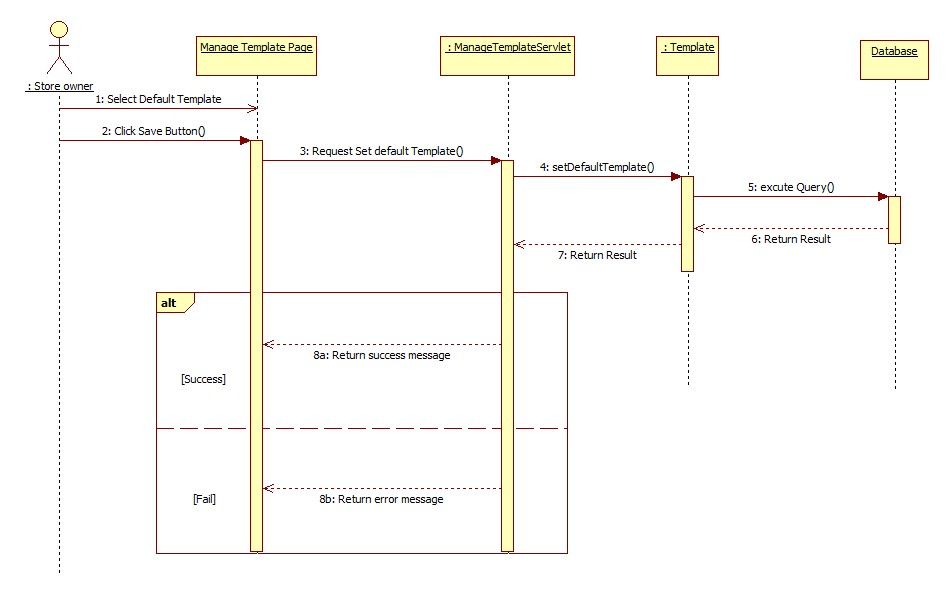 Manage Template Page
: ManageTemplateServlet
: Template
Database
: Store owner
1: Select Default Template
2: Click Save Button()
3: Request Set default Template()
4: setDefaultTemplate()
5: excute Query()
6: Return Result
7: Return Result
alt
8a: Return success message
[Success]
8b: Return error message
[Fail]